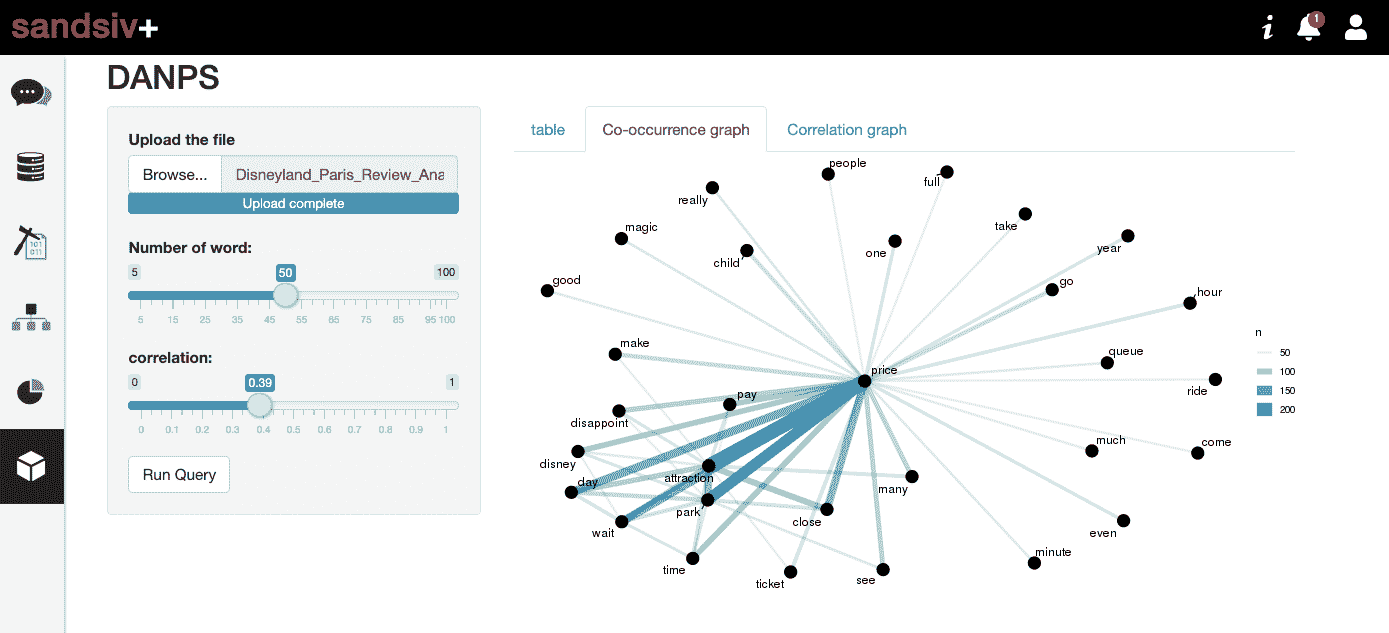 sandsiv+
1
DANPS
Upload the file
Browse... Disneyland_Paris_Review_Ana
Upload complete
Number of word:
5 50 100
5 15 25 35 45 55 65 75 85 95 100
correlation:
0 0.39 1
0 0.1 0.2 0.3 0.4 0.5 0.6 0.7 0.8 0.9 1
Run Query
table Co-occurrence graph Correlation graph
people
full
really
take
magic
year
child
one
good
go
hour
make
queue
price
ride
pay
disappoint
much
come
disney
attraction
day
many
park
close
wait
even
minute
time
ticket
see
n
50
100
150
200
101
011